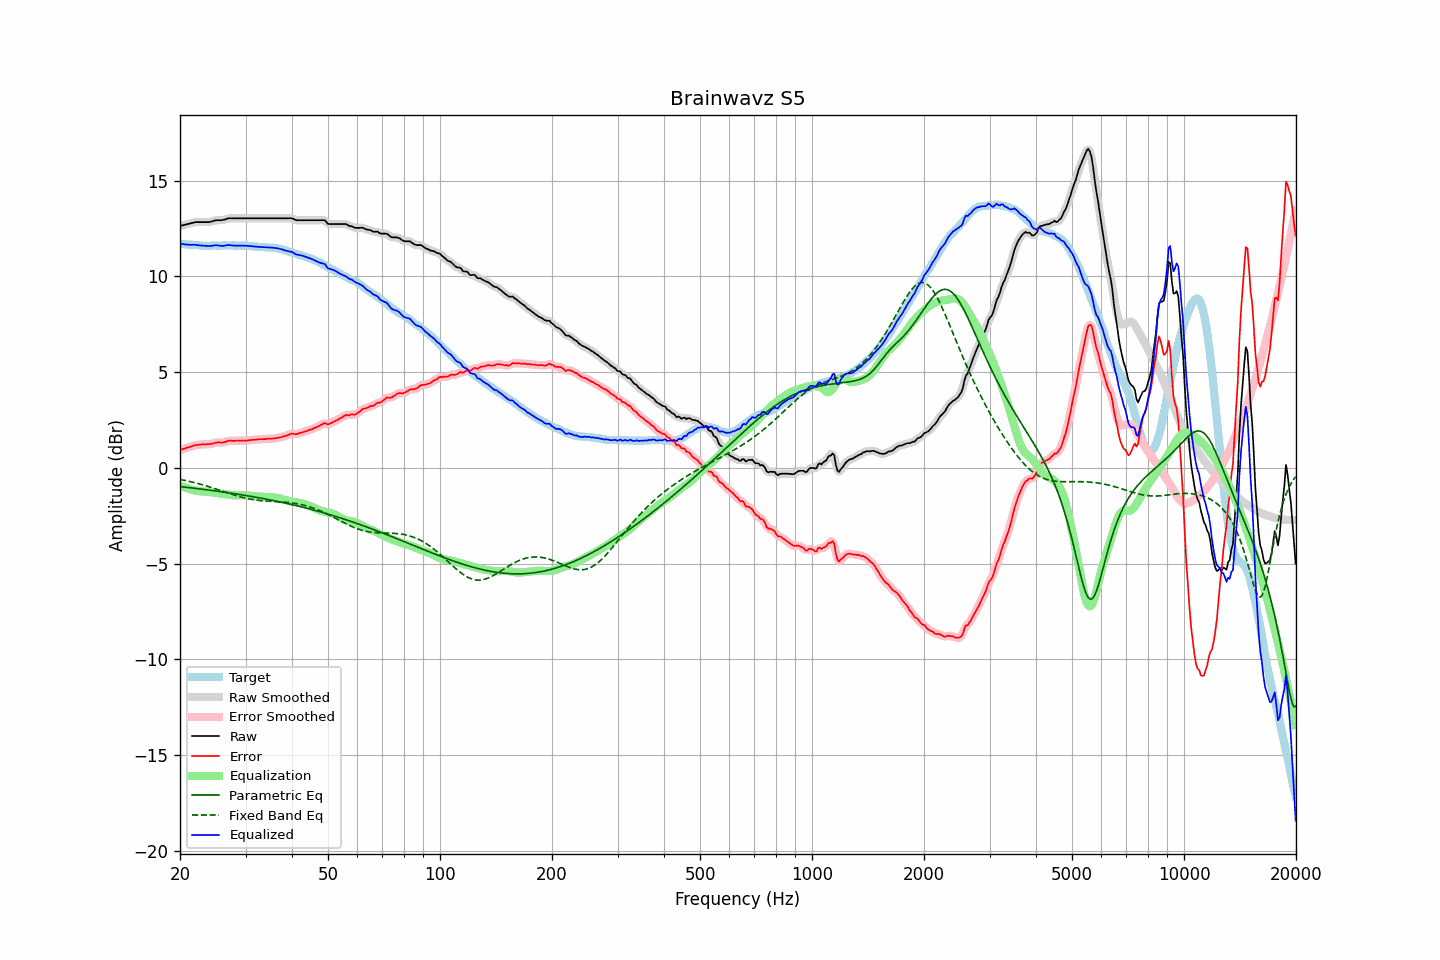 Brainwavz S5
Amplitude (dBr)
15
10
5
0
−5
−10
−15
−20
Target
Raw Smoothed
Error Smoothed
Raw
Error
Equalization
Parametric Eq
Fixed Band Eq
Equalized
20 50 100 200 500 1000 2000 5000 10000 20000
Frequency (Hz)